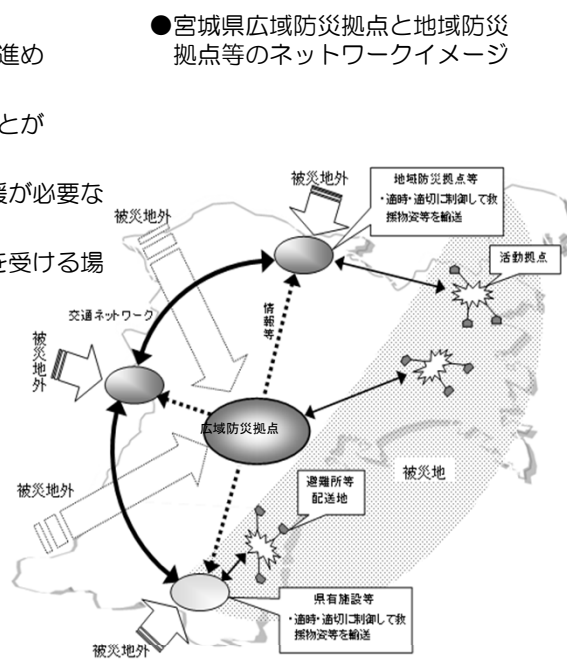 進め
とが
援が必要な
を受ける場
●宮城県広域防災拠点と地域防災
拠点等のネットワークイメージ
被災地外
地域防災拠点等
・適時・適切に制御して救
援物資等を輸送
被災地外
活動拠点
交通ネットワーク
情報等
被災地外
広域防災拠点
被災地
避難所等
配送地
被災地外
県有施設等
・適時・適切に制御して救
援物資等を輸送
被災地外